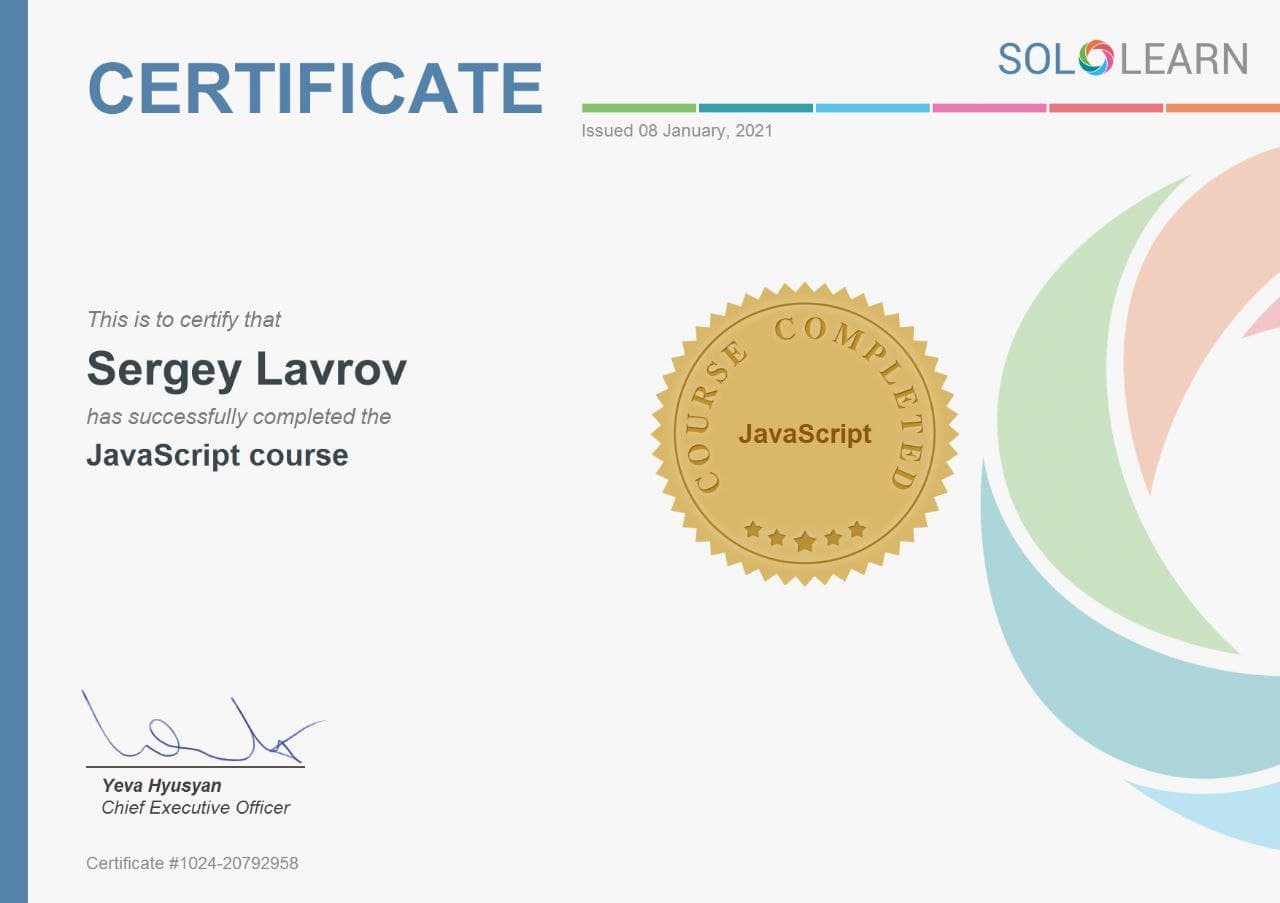 CERTIFICATE
SOLOLEARN
Issued 08 January, 2021
This is to certify that
Sergey Lavrov
has successfully completed the
JavaScript course
COURSE COMPLETED
JavaScript
Yeva Hyusyan
Chief Executive Officer
Certificate #1024-20792958